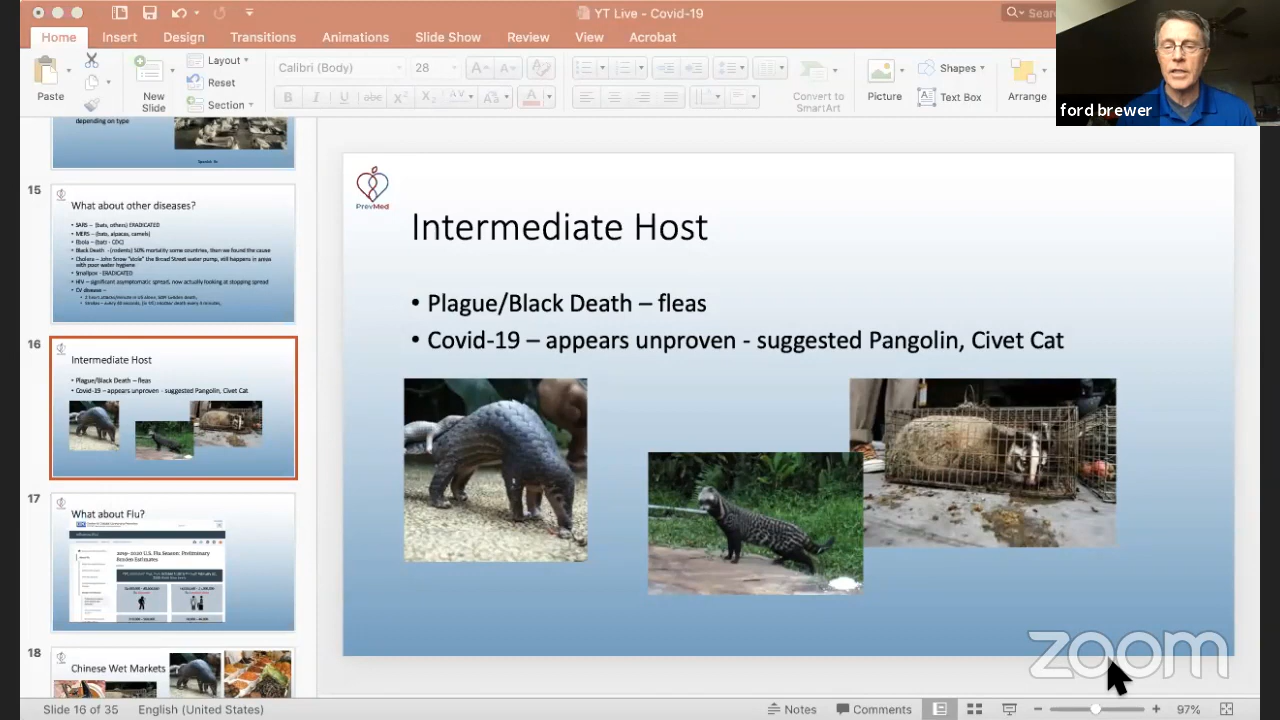 YT Live - Covid-19
Home Insert Design Transitions Animations Slide Show Review View Acrobat
Paste
New
Slide
Layout
Reset
Section
Calibri (Body) 28
Convert to
SmartArt
Picture
Shapes
Text Box
Arrange
ford brewer
depending on type
15
What about other diseases?
• SARS – (bats, others) ERADICATED
• MERS – (bats, alpacas, camels)
• Ebola – (bats - CDC)
• Black Death - (rodents) 50% mortality some countries, then we found the cause
• Cholera – John Snow "stole" the Broad Street water pump, still happens in areas
with poor water hygiene
• Smallpox - ERADICATED
• HIV – significant asymptomatic spread, now actually looking at stopping spread
• CV disease –
16
Intermediate Host
• Plague/Black Death – fleas
• Covid-19 – appears unproven - suggested Pangolin, Civet Cat
17
What about Flu?
2019-2020 U.S. Flu Season: Preliminary
Burden Estimates
18
Chinese Wet Markets
PrevMed
Intermediate Host
• Plague/Black Death – fleas
• Covid-19 – appears unproven - suggested Pangolin, Civet Cat
zoom
Slide 16 of 35 English (United States) Notes Comments 97%